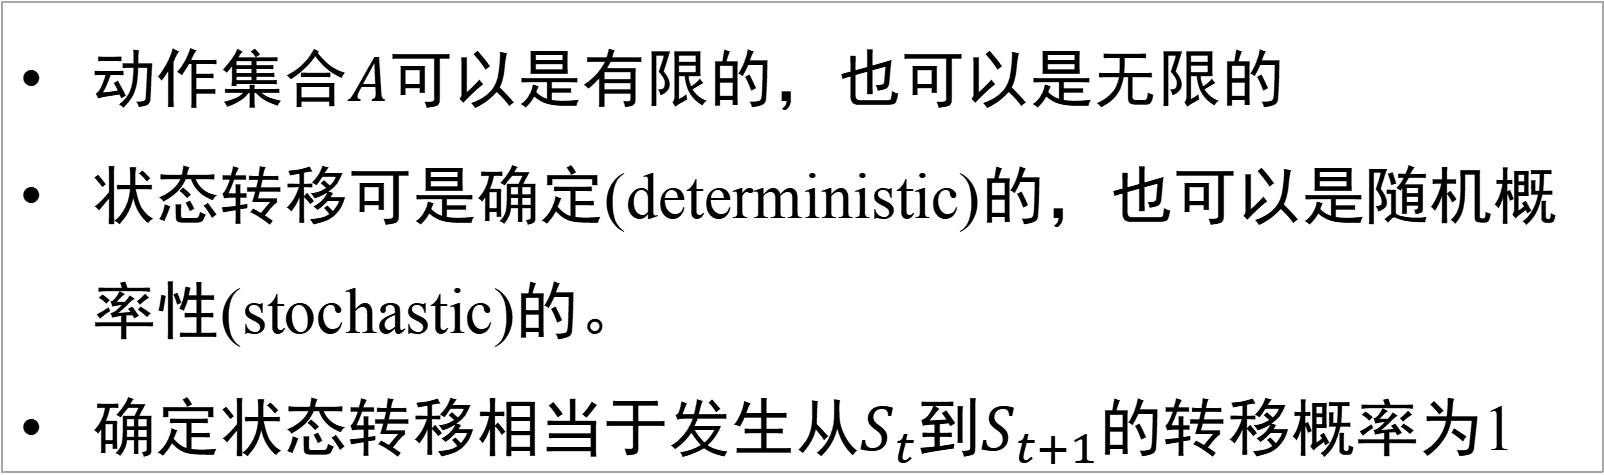 • 动作集合A可以是有限的，也可以是无限的
• 状态转移可是确定(deterministic)的，也可以是随机概
率性(stochastic)的。
• 确定状态转移相当于发生从Sₜ到Sₜ₊₁的转移概率为1